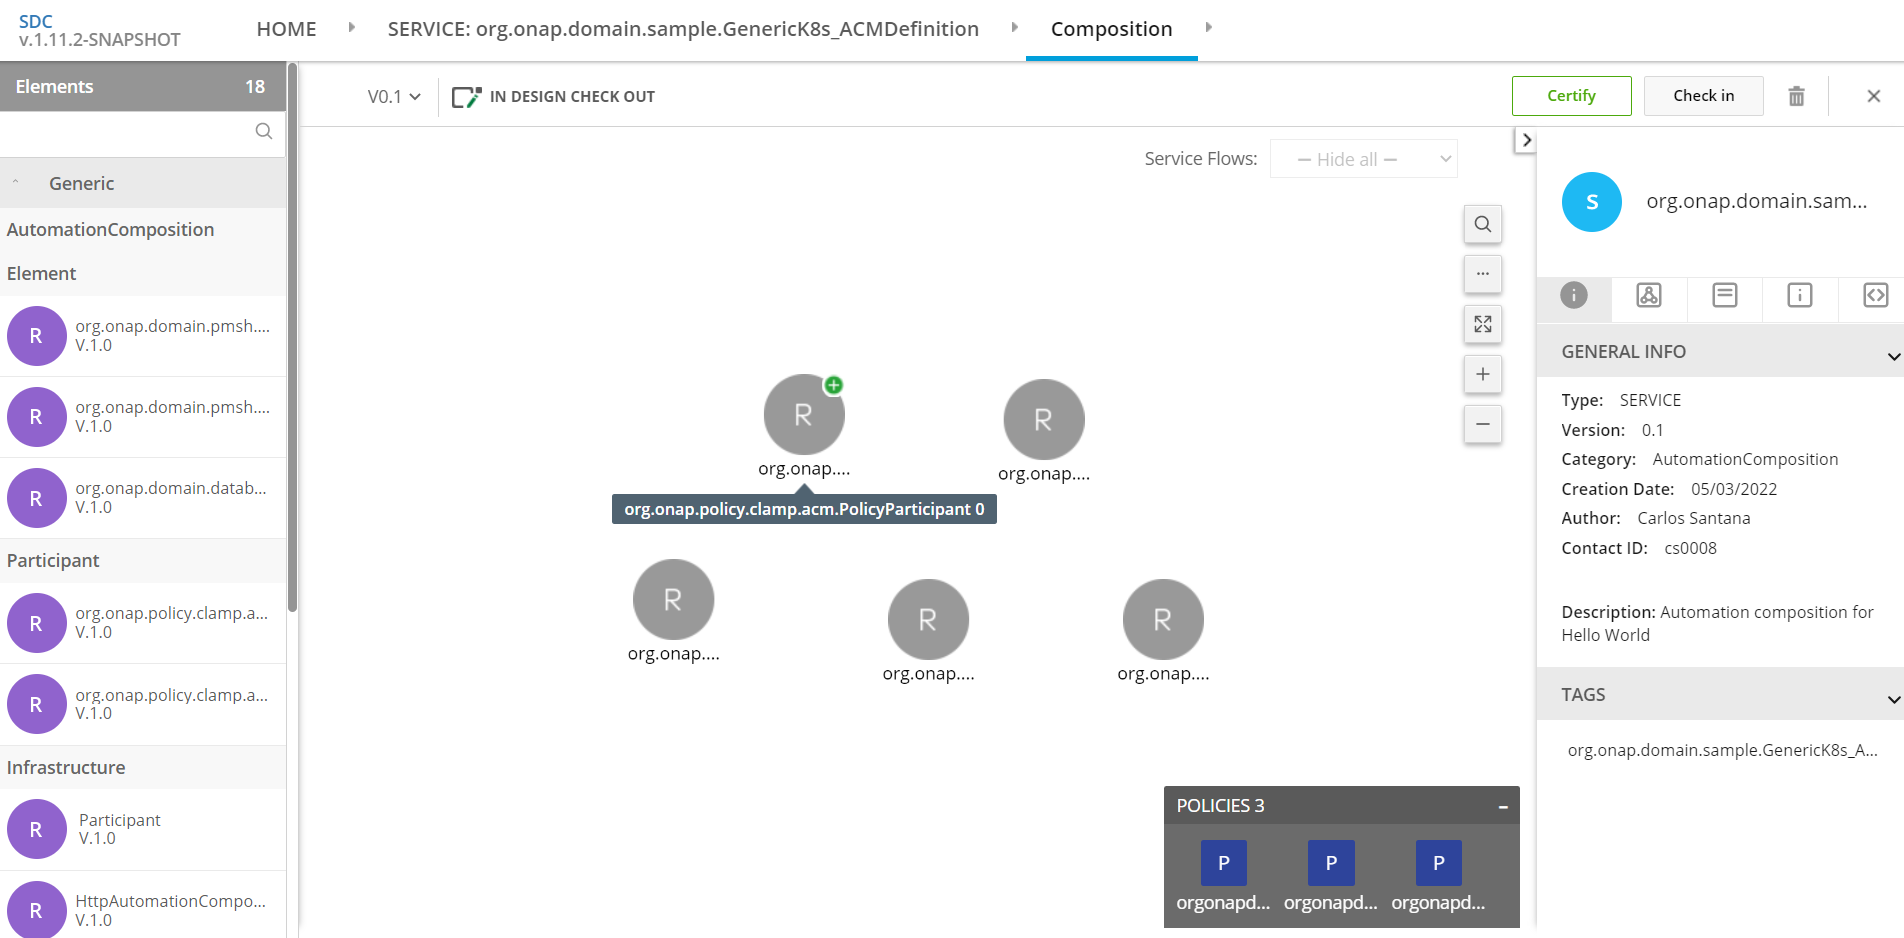 SDC
v.1.11.2-SNAPSHOT
HOME
SERVICE: org.onap.domain.sample.GenericK8s_ACMDefinition
Composition
Elements 18
V0.1
IN DESIGN CHECK OUT
Certify
Check in
Service Flows:
— Hide all —
Generic
AutomationComposition
Element
R
org.onap.domain.pmsh....
V.1.0
R
org.onap.domain.pmsh....
V.1.0
R
org.onap.domain.datab...
V.1.0
Participant
R
org.onap.policy.clamp.a...
V.1.0
R
org.onap.policy.clamp.a...
V.1.0
Infrastructure
R
Participant
V.1.0
R
HttpAutomationCompo...
V.1.0
R
org.onap....
R
org.onap....
org.onap.policy.clamp.acm.PolicyParticipant 0
R
org.onap....
R
org.onap....
R
org.onap....
POLICIES 3
P
orgonapd...
P
orgonapd...
P
orgonapd...
S
org.onap.domain.sam...
GENERAL INFO
Type: SERVICE
Version: 0.1
Category: AutomationComposition
Creation Date: 05/03/2022
Author: Carlos Santana
Contact ID: cs0008
Description: Automation composition for
Hello World
TAGS
org.onap.domain.sample.GenericK8s_A...